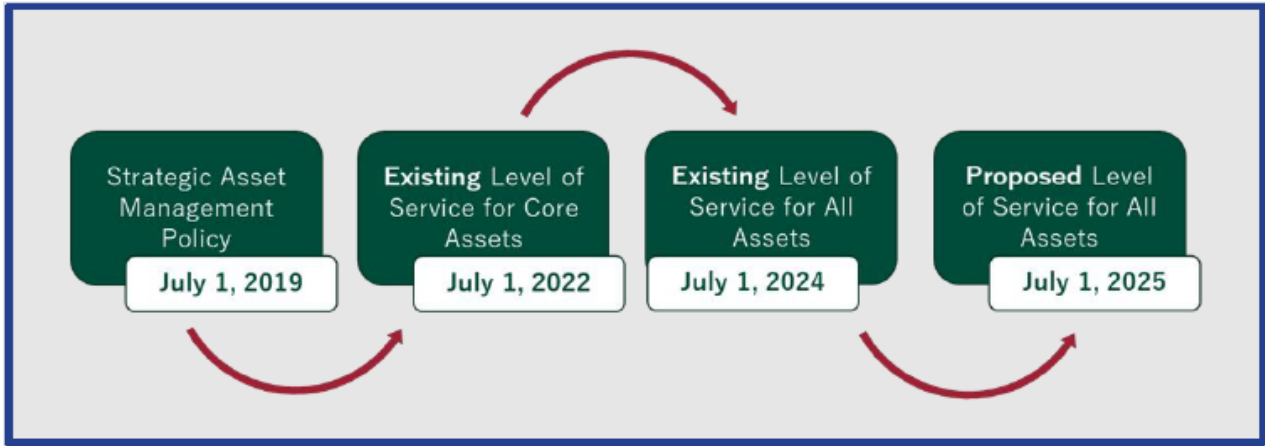 Strategic Asset
Management
Policy
July 1, 2019
Existing Level of
Service for Core
Assets
July 1, 2022
Existing Level of
Service for All
Assets
July 1, 2024
Proposed Level
of Service for All
Assets
July 1, 2025